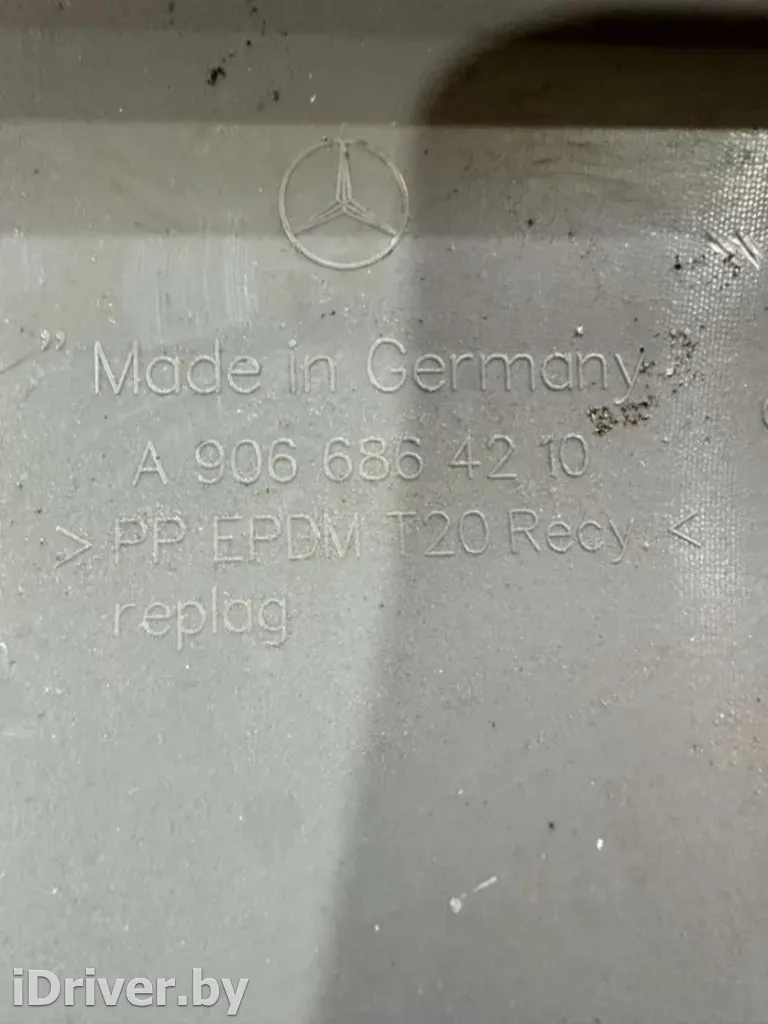 " Made in Germany "
A 906 686 42 10
> PP EPDM T20 Recy. <
replag
iDriver.by